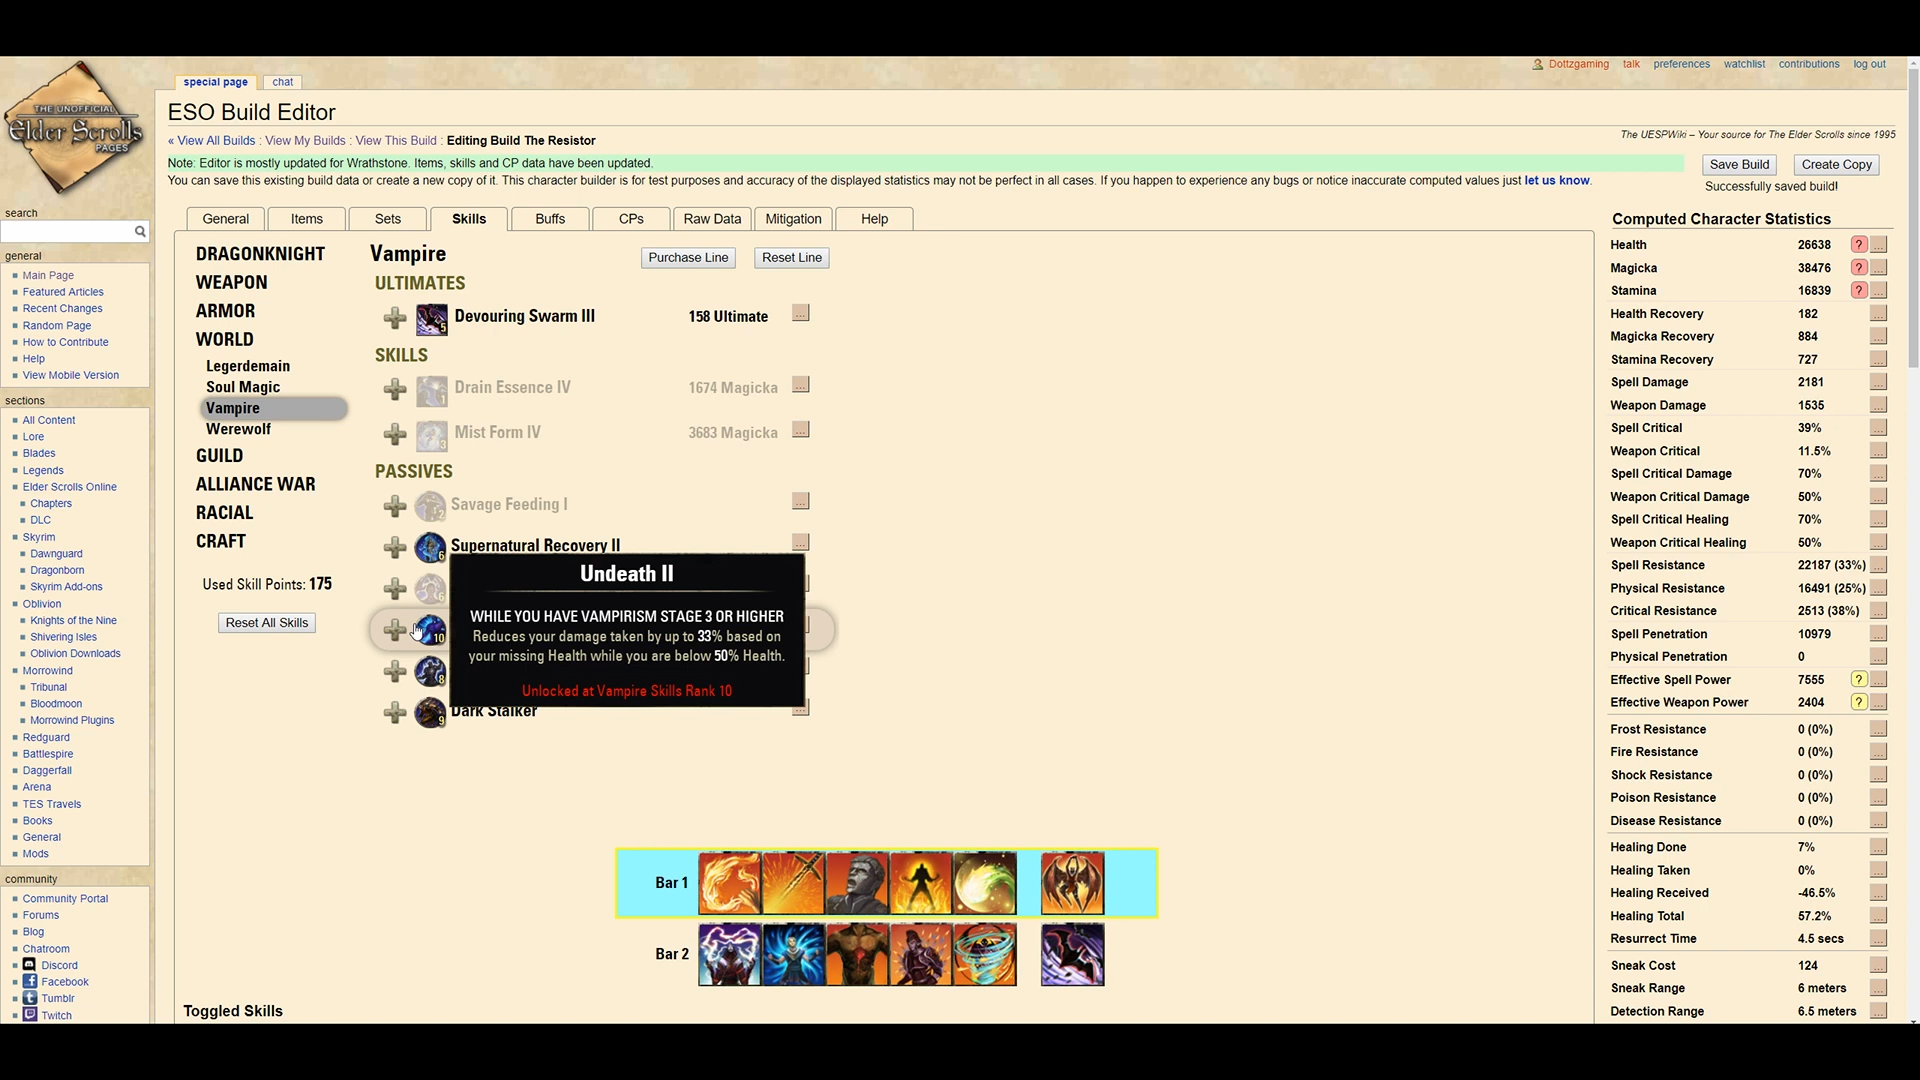 THE UNOFFICIAL
Elder Scrolls
PAGES
special page
chat
Dottzgaming
talk
preferences
watchlist
contributions
log out
ESO Build Editor
« View All Builds : View My Builds : View This Build : Editing Build The Resistor
The UESPWiki – Your source for The Elder Scrolls since 1995
Note: Editor is mostly updated for Wrathstone. Items, skills and CP data have been updated.
You can save this existing build data or create a new copy of it. This character builder is for test purposes and accuracy of the displayed statistics may not be perfect in all cases. If you happen to experience any bugs or notice inaccurate computed values just let us know.
Save Build
Create Copy
Successfully saved build!
search
general
Main Page
Featured Articles
Recent Changes
Random Page
How to Contribute
Help
View Mobile Version
sections
All Content
Lore
Blades
Legends
Elder Scrolls Online
Chapters
DLC
Skyrim
Dawnguard
Dragonborn
Skyrim Add-ons
Oblivion
Knights of the Nine
Shivering Isles
Oblivion Downloads
Morrowind
Tribunal
Bloodmoon
Morrowind Plugins
Redguard
Battlespire
Daggerfall
Arena
TES Travels
Books
General
Mods
community
Community Portal
Forums
Blog
Chatroom
Discord
Facebook
Tumblr
Twitch
General
Items
Sets
Skills
Buffs
CPs
Raw Data
Mitigation
Help
DRAGONKNIGHT
WEAPON
ARMOR
WORLD
Legerdemain
Soul Magic
Vampire
Werewolf
GUILD
ALLIANCE WAR
RACIAL
CRAFT
Used Skill Points: 175
Reset All Skills
Vampire
Purchase Line
Reset Line
ULTIMATES
5
Devouring Swarm III
158 Ultimate
...
SKILLS
1
Drain Essence IV
1674 Magicka
...
3
Mist Form IV
3683 Magicka
...
PASSIVES
2
Savage Feeding I
...
6
Supernatural Recovery II
...
6
10
8
9
Dark Stalker
...
Undeath II
WHILE YOU HAVE VAMPIRISM STAGE 3 OR HIGHER
Reduces your damage taken by up to 33% based on
your missing Health while you are below 50% Health.
Unlocked at Vampire Skills Rank 10
Bar 1
Bar 2
Toggled Skills
Computed Character Statistics
Health 26638 ? ...
Magicka 38476 ? ...
Stamina 16839 ? ...
Health Recovery 182 ...
Magicka Recovery 884 ...
Stamina Recovery 727 ...
Spell Damage 2181 ...
Weapon Damage 1535 ...
Spell Critical 39% ...
Weapon Critical 11.5% ...
Spell Critical Damage 70% ...
Weapon Critical Damage 50% ...
Spell Critical Healing 70% ...
Weapon Critical Healing 50% ...
Spell Resistance 22187 (33%) ...
Physical Resistance 16491 (25%) ...
Critical Resistance 2513 (38%) ...
Spell Penetration 10979 ...
Physical Penetration 0 ...
Effective Spell Power 7555 ? ...
Effective Weapon Power 2404 ? ...
Frost Resistance 0 (0%) ...
Fire Resistance 0 (0%) ...
Shock Resistance 0 (0%) ...
Poison Resistance 0 (0%) ...
Disease Resistance 0 (0%) ...
Healing Done 7% ...
Healing Taken 0% ...
Healing Received -46.5% ...
Healing Total 57.2% ...
Resurrect Time 4.5 secs ...
Sneak Cost 124 ...
Sneak Range 6 meters ...
Detection Range 6.5 meters ...